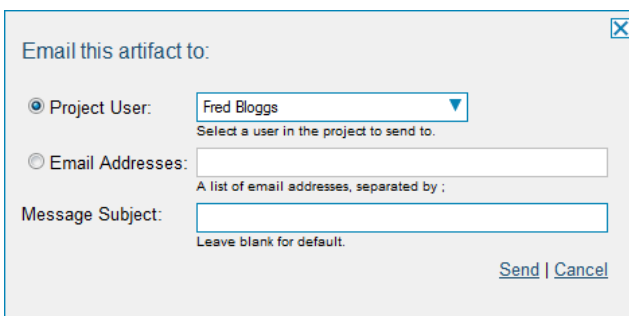 Email this artifact to:
Project User: Fred Bloggs
Select a user in the project to send to.
Email Addresses:
A list of email addresses, separated by ;
Message Subject:
Leave blank for default.
Send | Cancel